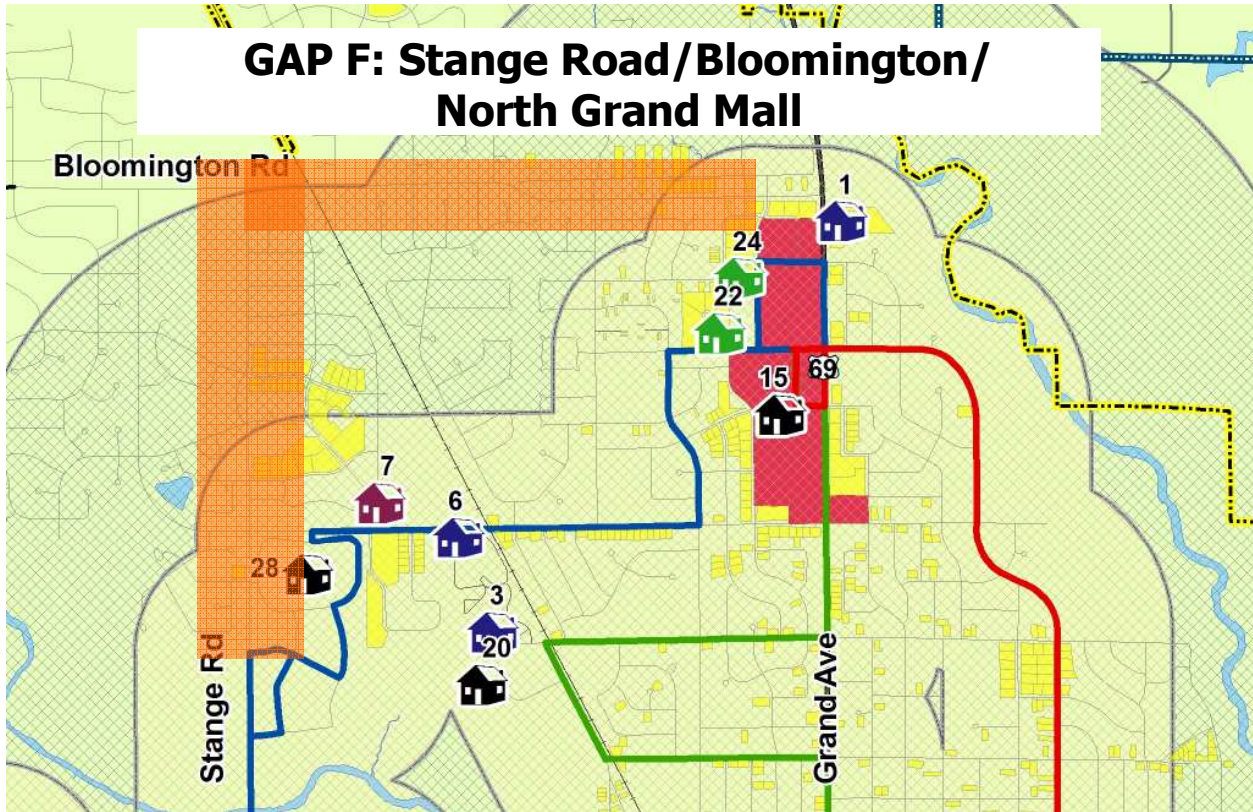 GAP F: Stange Road/Bloomington/
North Grand Mall
Bloomington Rd
1
24
22
69
15
7
6
28
3
20
Stange Rd
Grand Ave